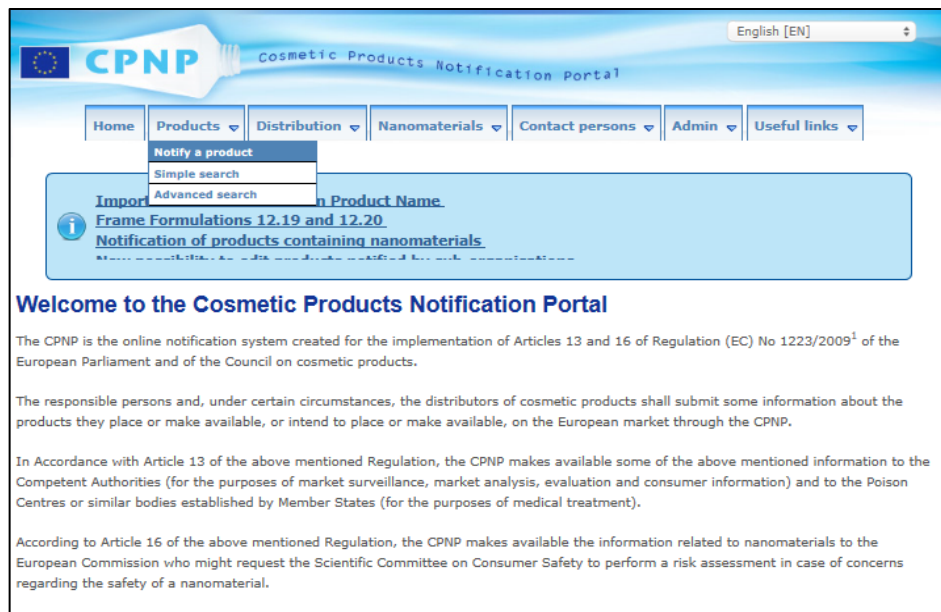 English [EN]
CPNP
Cosmetic Products Notification Portal
Home Products Distribution Nanomaterials Contact persons Admin Useful links
Notify a product
Simple search
Advanced search
Import n Product Name
Frame Formulations 12.19 and 12.20
Notification of products containing nanomaterials
Welcome to the Cosmetic Products Notification Portal
The CPNP is the online notification system created for the implementation of Articles 13 and 16 of Regulation (EC) No 1223/2009¹ of the
European Parliament and of the Council on cosmetic products.
The responsible persons and, under certain circumstances, the distributors of cosmetic products shall submit some information about the
products they place or make available, or intend to place or make available, on the European market through the CPNP.
In Accordance with Article 13 of the above mentioned Regulation, the CPNP makes available some of the above mentioned information to the
Competent Authorities (for the purposes of market surveillance, market analysis, evaluation and consumer information) and to the Poison
Centres or similar bodies established by Member States (for the purposes of medical treatment).
According to Article 16 of the above mentioned Regulation, the CPNP makes available the information related to nanomaterials to the
European Commission who might request the Scientific Committee on Consumer Safety to perform a risk assessment in case of concerns
regarding the safety of a nanomaterial.